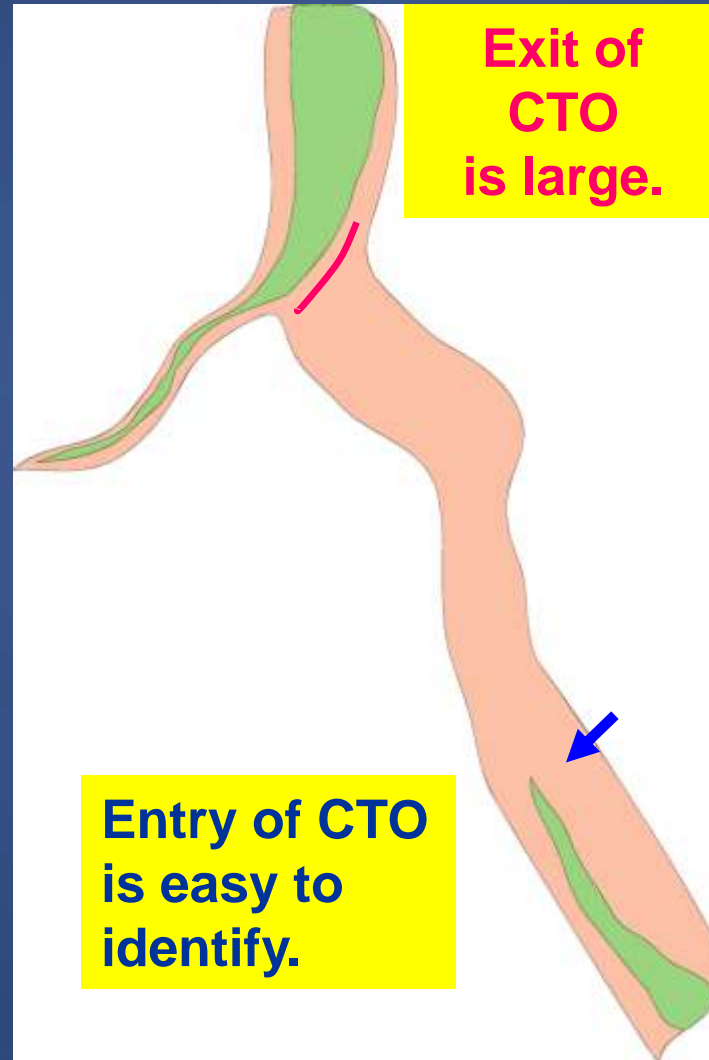 Exit of
CTO
is large.
Entry of CTO
is easy to
identify.